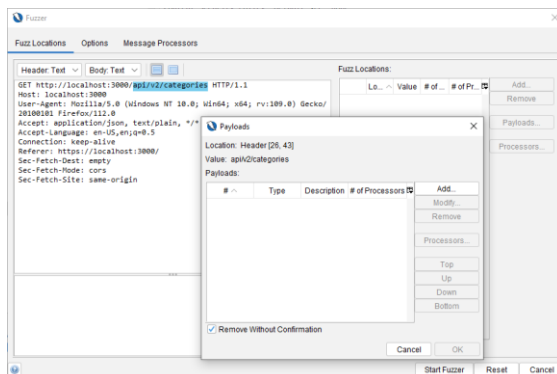 Fuzzer
Fuzz Locations Options Message Processors
Header: Text Body: Text
Fuzz Locations:
GET http://localhost:3000/api/v2/categories HTTP/1.1
Host: localhost:3000
User-Agent: Mozilla/5.0 (Windows NT 10.0; Win64; x64; rv:109.0) Gecko/
20100101 Firefox/112.0
Accept: application/json, text/plain, */*
Accept-Language: en-US,en;q=0.5
Connection: keep-alive
Referer: https://localhost:3000/
Sec-Fetch-Dest: empty
Sec-Fetch-Mode: cors
Sec-Fetch-Site: same-origin
Lo... Value # of ... # of Pr...
Add...
Remove
Payloads...
Processors...
Payloads
Location: Header [26, 43]
Value: api/v2/categories
Payloads:
# Type Description # of Processors
Add...
Modify...
Remove
Processors...
Top
Up
Down
Bottom
Remove Without Confirmation
Cancel OK
Start Fuzzer Reset Cancel